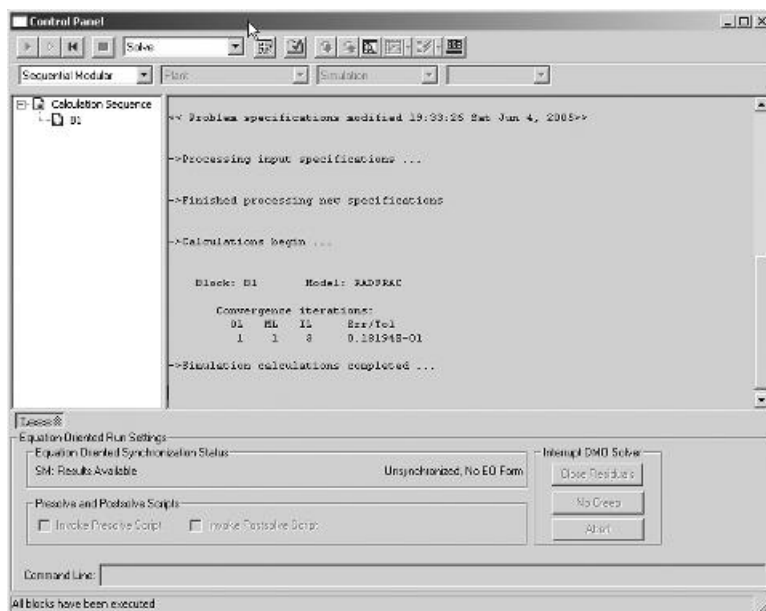 Control Panel
Solve
Sequential Modular Plant Simulation
Calculation Sequence
B1
<< Problem specifications modified 19:33:26 Sat Jun 4, 2005>>
->Processing input specifications ...
->Finished processing new specifications
->Calculations begin ...
Block: B1 Model: RADFRAC
Convergence iterations:
OL ML IL Err/Tol
1 1 8
->Simulation calculations completed ...
Less
Equation Oriented Run Settings
Equation Oriented Synchronization Status
SM: Results Available Unsynchronized, No EO Form
Interrupt DMO Solver
Close Residuals
No Creep
Abort
Presolve and Postsolve Scripts
Invoke Presolve Script Invoke Postsolve Script
Command Line:
All blocks have been executed